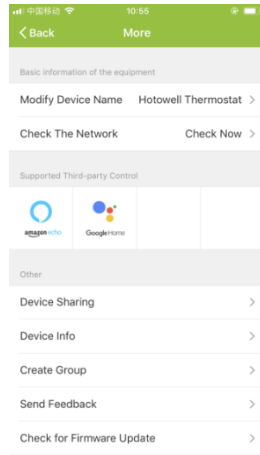 中国移动 10:55
Back More
Basic information of the equipment
Modify Device Name Hotowell Thermostat
Check The Network Check Now
Supported Third-party Control
amazon echo Google Home
Other
Device Sharing
Device Info
Create Group
Send Feedback
Check for Firmware Update